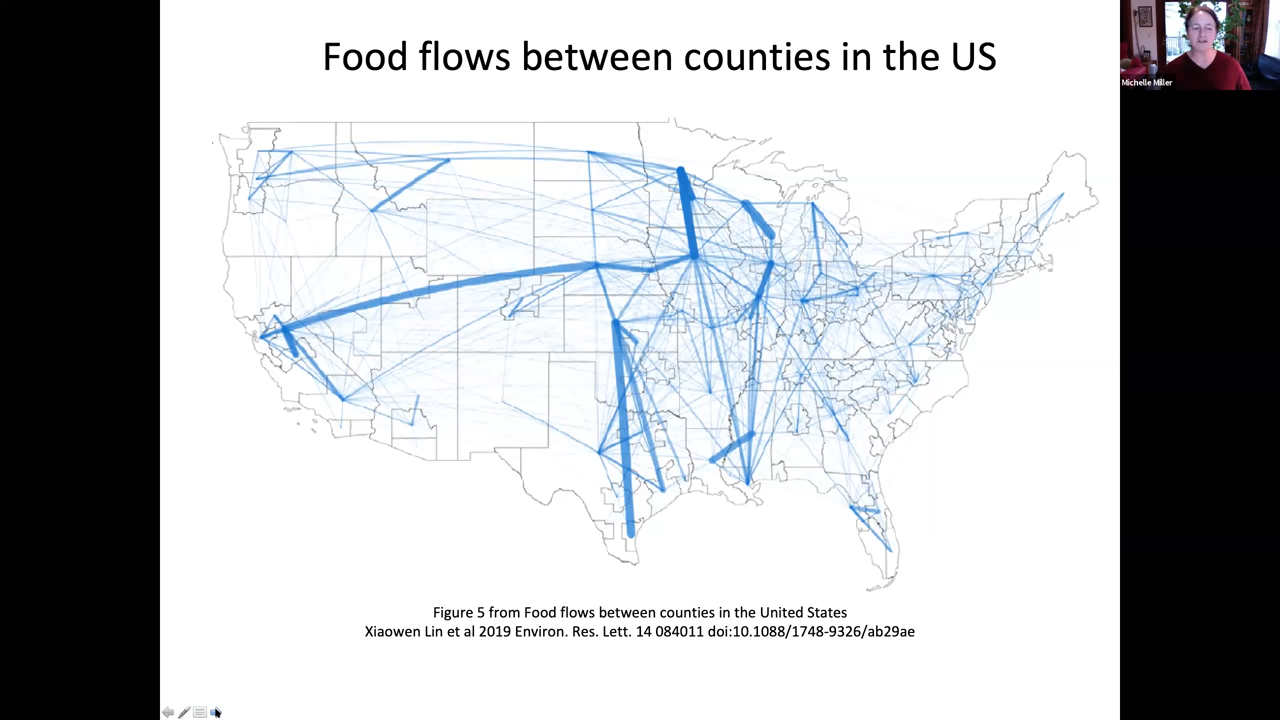 Food flows between counties in the US
Michelle Miller
Figure 5 from Food flows between counties in the United States
Xiaowen Lin et al 2019 Environ. Res. Lett. 14 084011 doi:10.1088/1748-9326/ab29ae